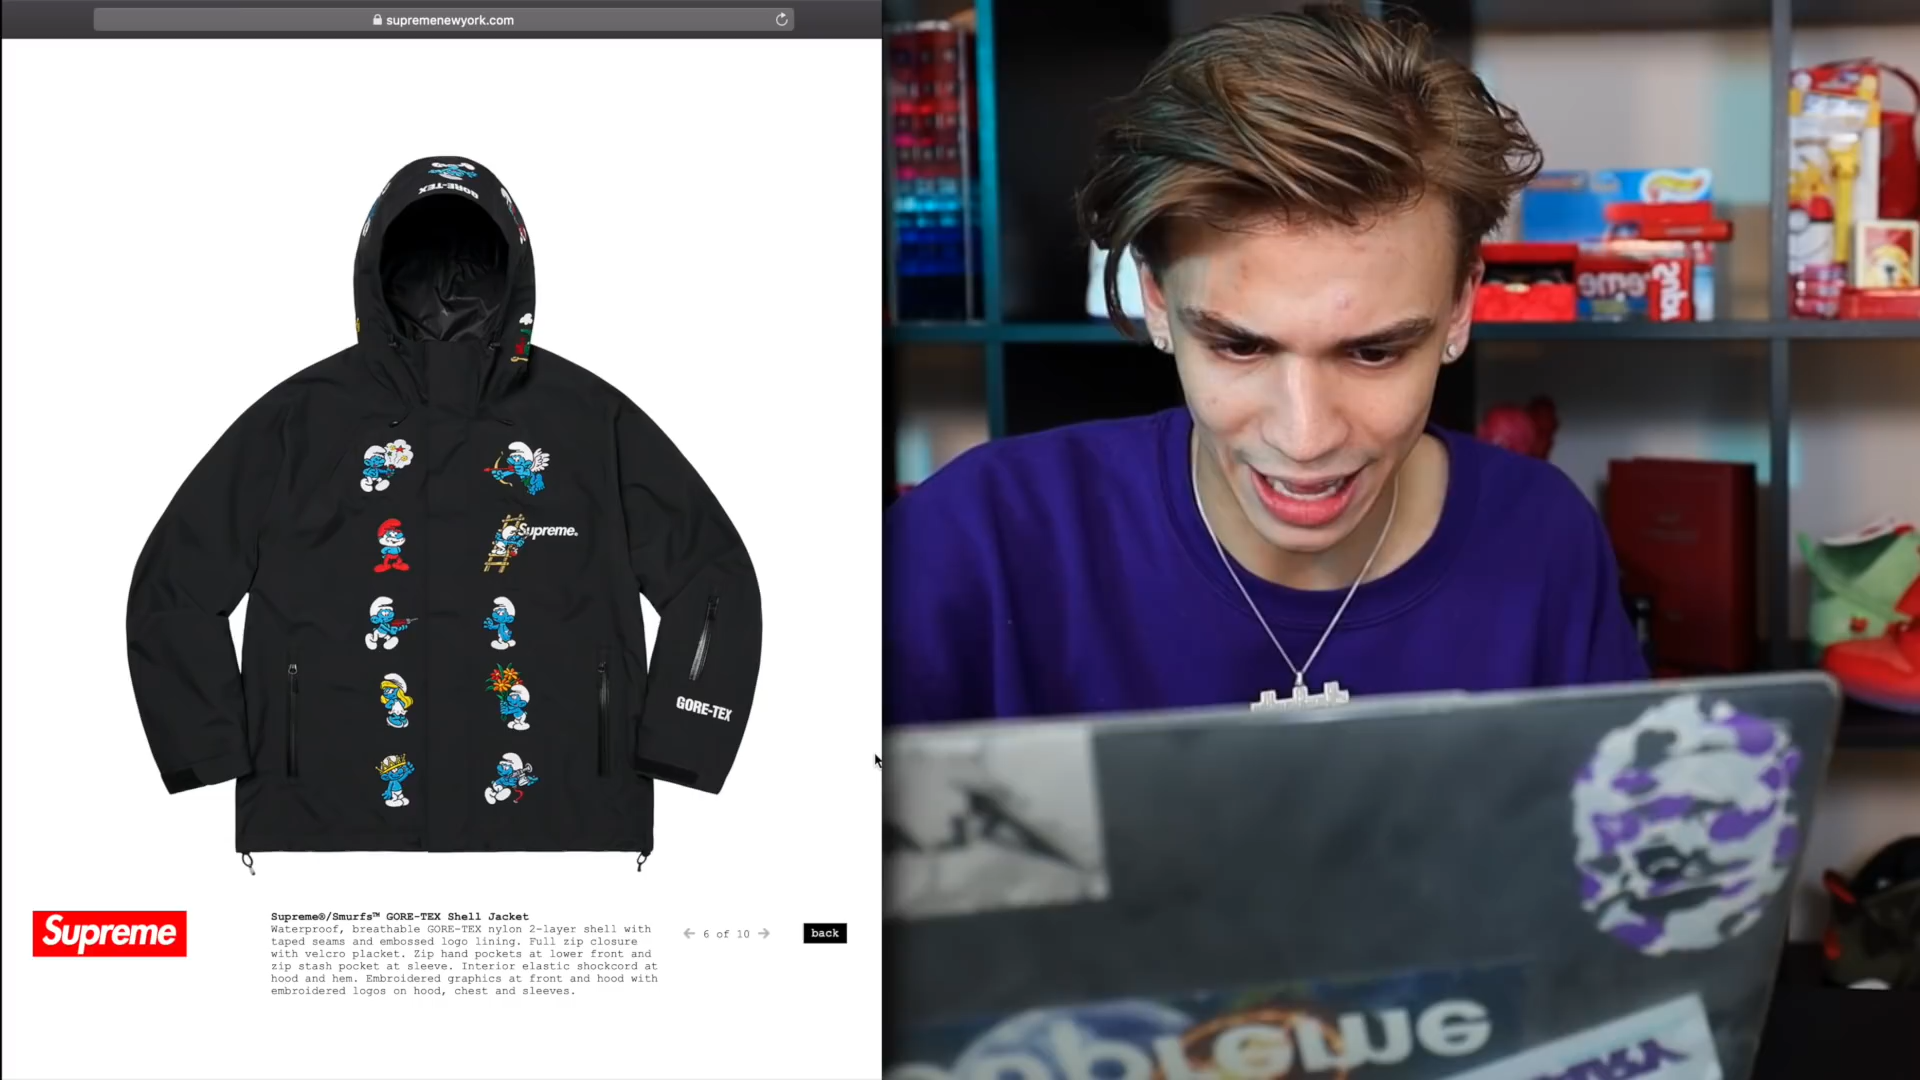 supremenewyork.com
GORE-TEX
Supreme.
GORE-TEX
Supreme
Supreme®/Smurfs™ GORE-TEX Shell Jacket
Waterproof, breathable GORE-TEX nylon 2-layer shell with
taped seams and embossed logo lining. Full zip closure
with velcro placket. Zip hand pockets at lower front and
zip stash pocket at sleeve. Interior elastic shockcord at
hood and hem. Embroidered graphics at front and hood with
embroidered logos on hood, chest and sleeves.
6 of 10
back
Supreme